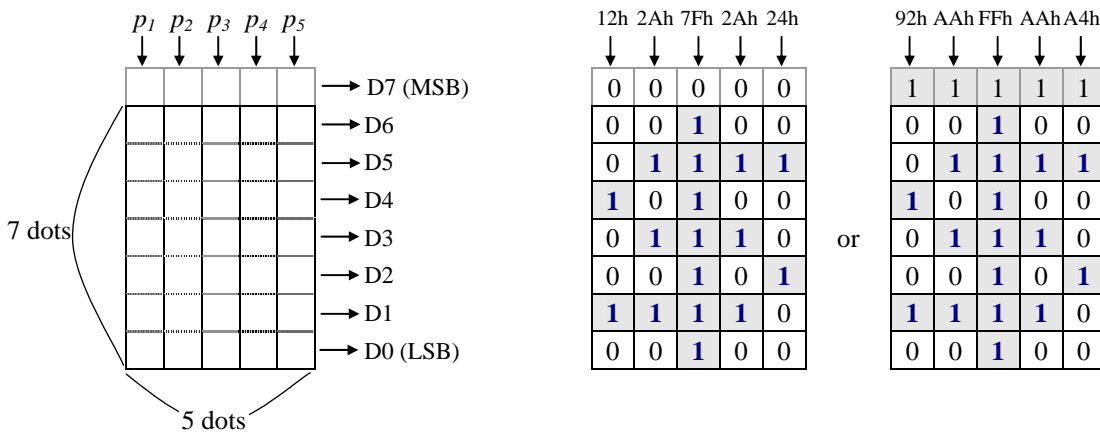 p1 p2 p3 p4 p5
D7 (MSB)
D6
D5
D4
D3
D2
D1
D0 (LSB)
7 dots
5 dots
12h 2Ah 7Fh 2Ah 24h
0 0 0 0 0
0 0 1 0 0
0 1 1 1 1
1 0 1 0 0
0 1 1 1 0
0 0 1 0 1
1 1 1 1 0
0 0 1 0 0
or
92h AAh FFh AAh A4h
1 1 1 1 1
0 0 1 0 0
0 1 1 1 1
1 0 1 0 0
0 1 1 1 0
0 0 1 0 1
1 1 1 1 0
0 0 1 0 0